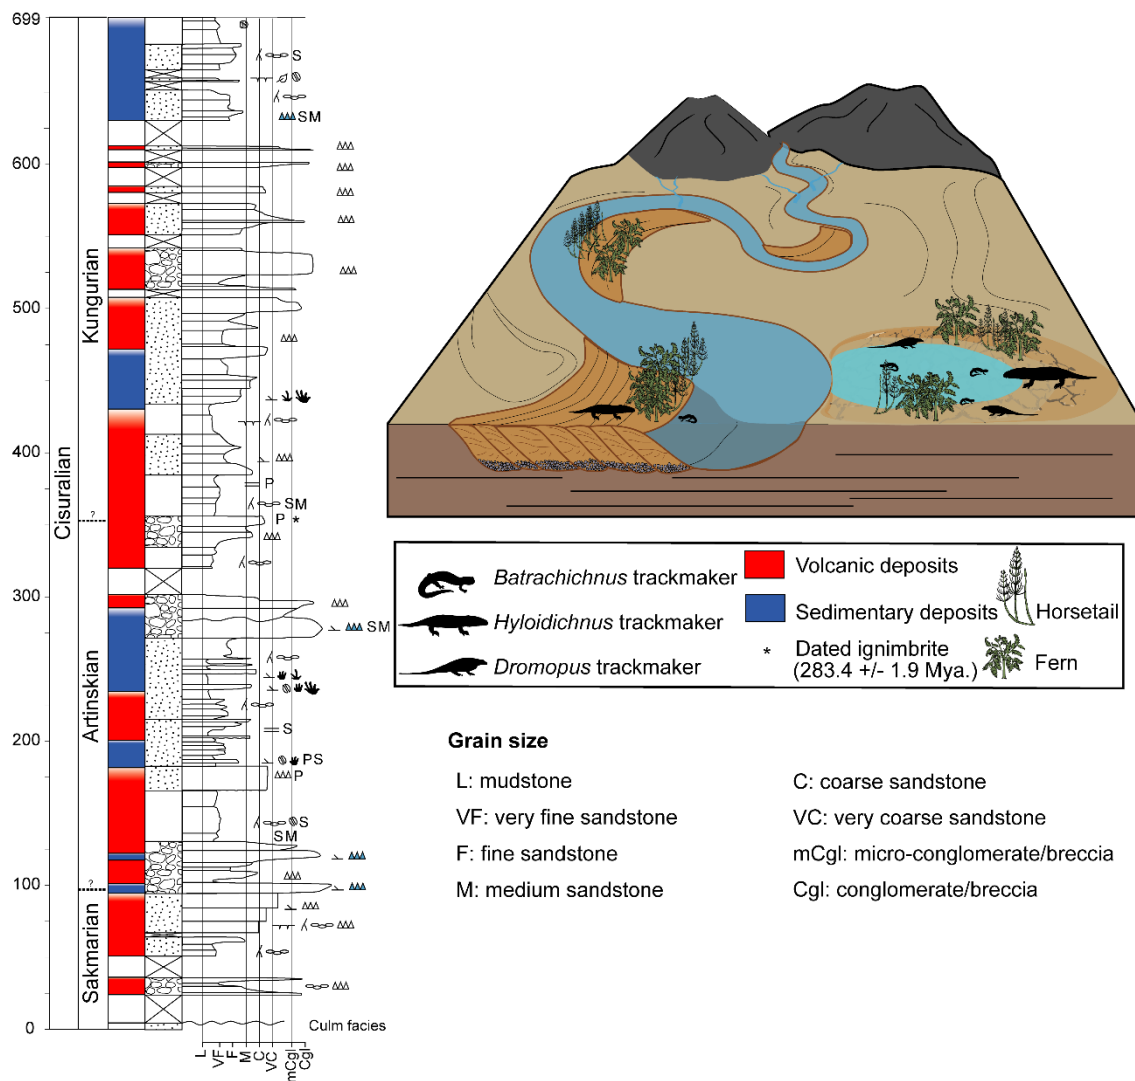 699
600
500
400
300
200
100
0
Cisuralian
Kungurian
Artinskian
Sakmarian
?
?
S
SM
P
SM
P *
SM
S
PS
P
S
SM
Culm facies
L
VF
F
M
C
VC
mCgl
Cgl
Batrachichnus trackmaker
Hyloidichnus trackmaker
Dromopus trackmaker
Volcanic deposits
Sedimentary deposits
* Dated ignimbrite
(283.4 +/- 1.9 Mya.)
Horsetail
Fern
Grain size
L: mudstone
VF: very fine sandstone
F: fine sandstone
M: medium sandstone
C: coarse sandstone
VC: very coarse sandstone
mCgl: micro-conglomerate/breccia
Cgl: conglomerate/breccia